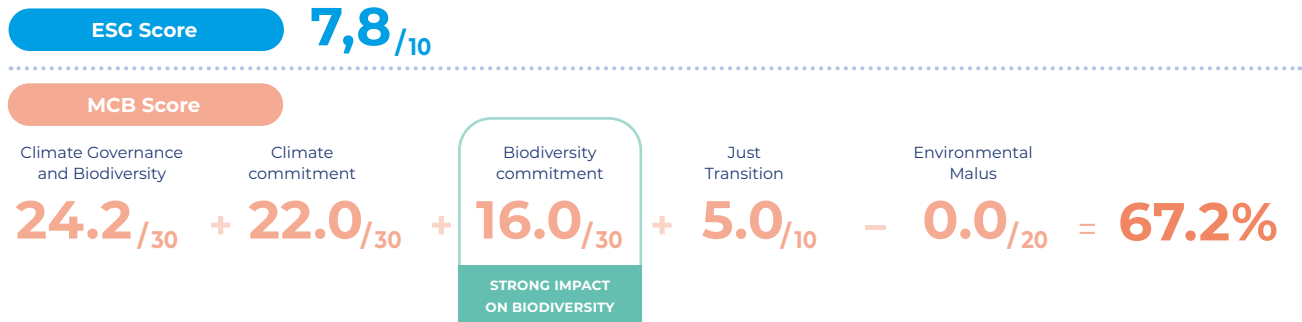 ESG Score 7,8/10
MCB Score
Climate Governance
and Biodiversity
Climate
commitment
Biodiversity
commitment
Just
Transition
Environmental
Malus
24.2/30 + 22.0/30 + 16.0/30 + 5.0/10 – 0.0/20 = 67.2%
STRONG IMPACT
ON BIODIVERSITY